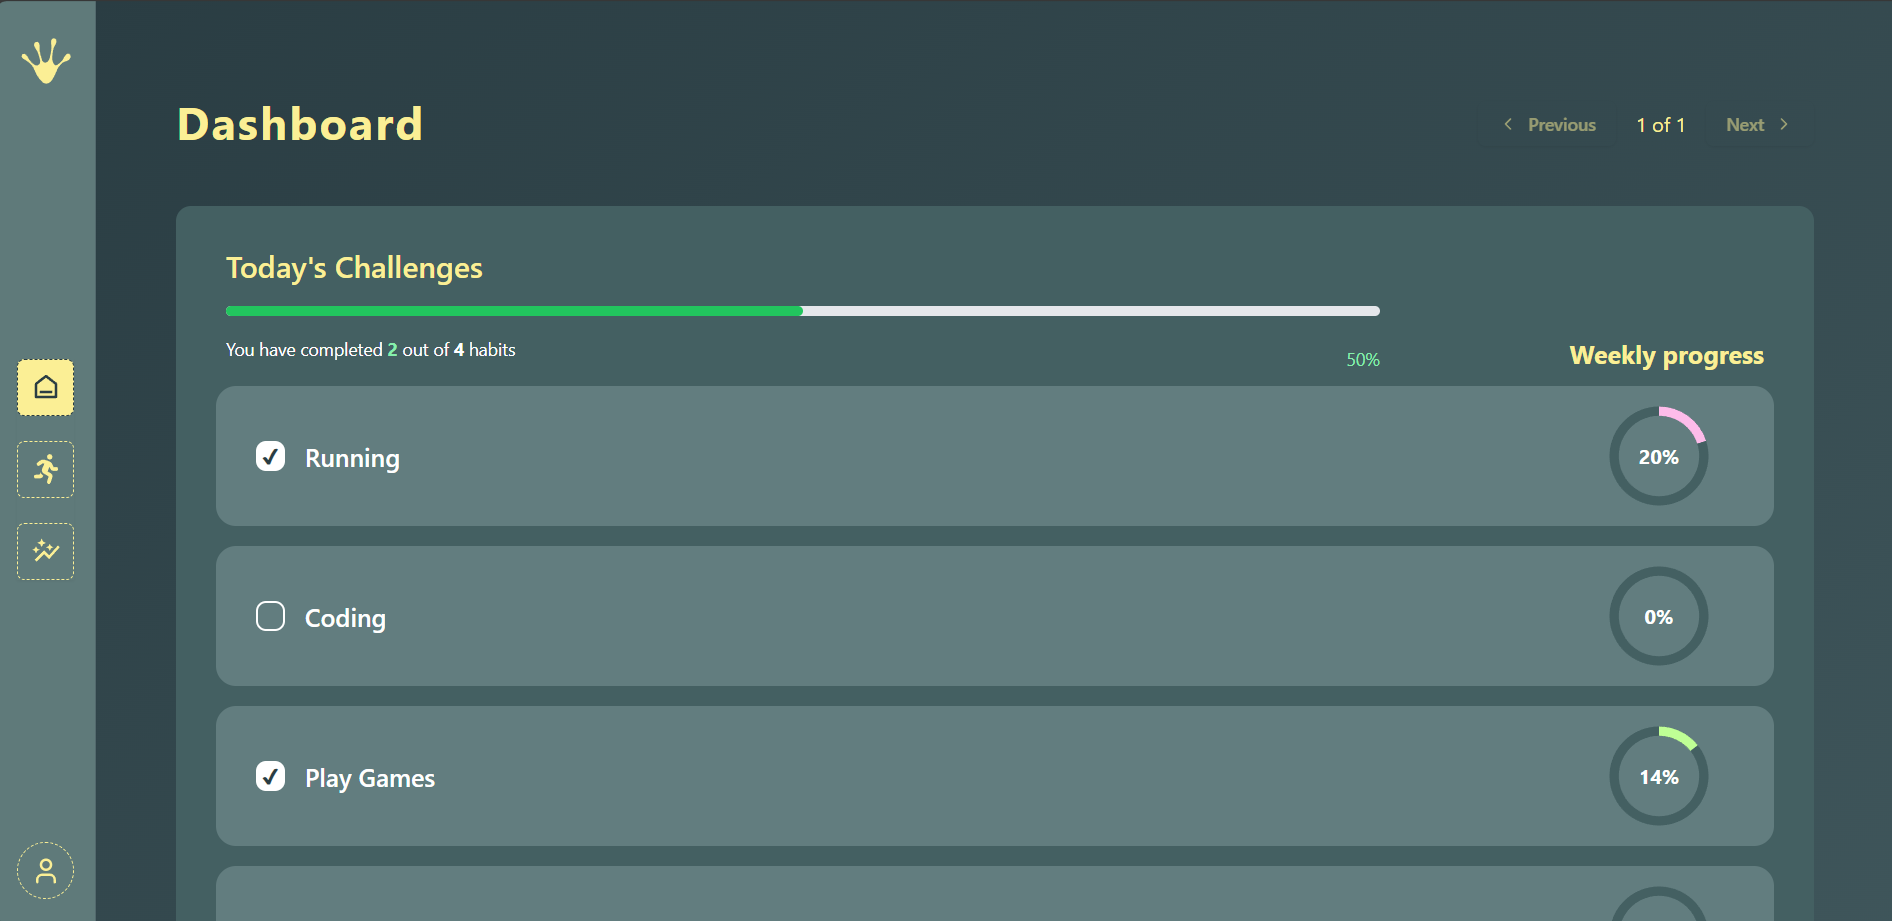 Dashboard
Previous 1 of 1 Next
Today's Challenges
You have completed 2 out of 4 habits
50%
Weekly progress
Running
20%
Coding
0%
Play Games
14%